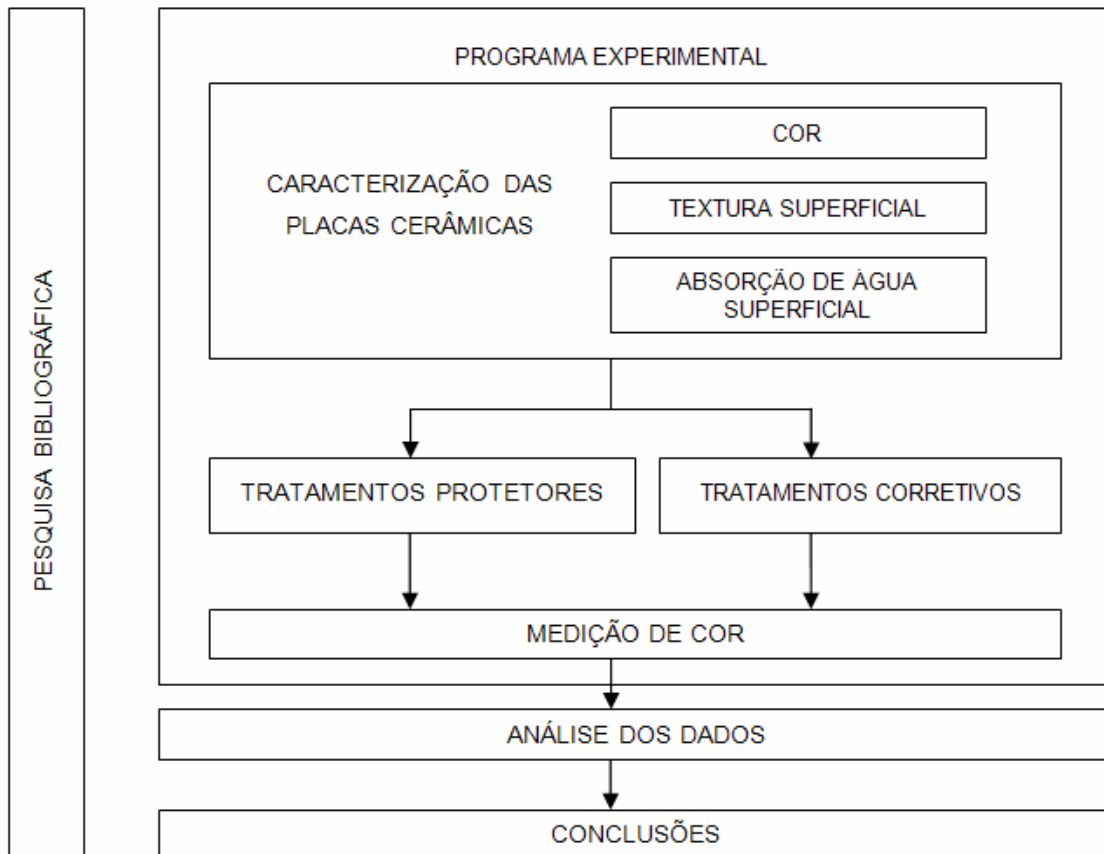 PESQUISA BIBLIOGRÁFICA
PROGRAMA EXPERIMENTAL
CARACTERIZAÇÃO DAS
PLACAS CERÂMICAS
COR
TEXTURA SUPERFICIAL
ABSORÇÃO DE ÁGUA
SUPERFICIAL
TRATAMENTOS PROTETORES
TRATAMENTOS CORRETIVOS
MEDIÇÃO DE COR
ANÁLISE DOS DADOS
CONCLUSÕES